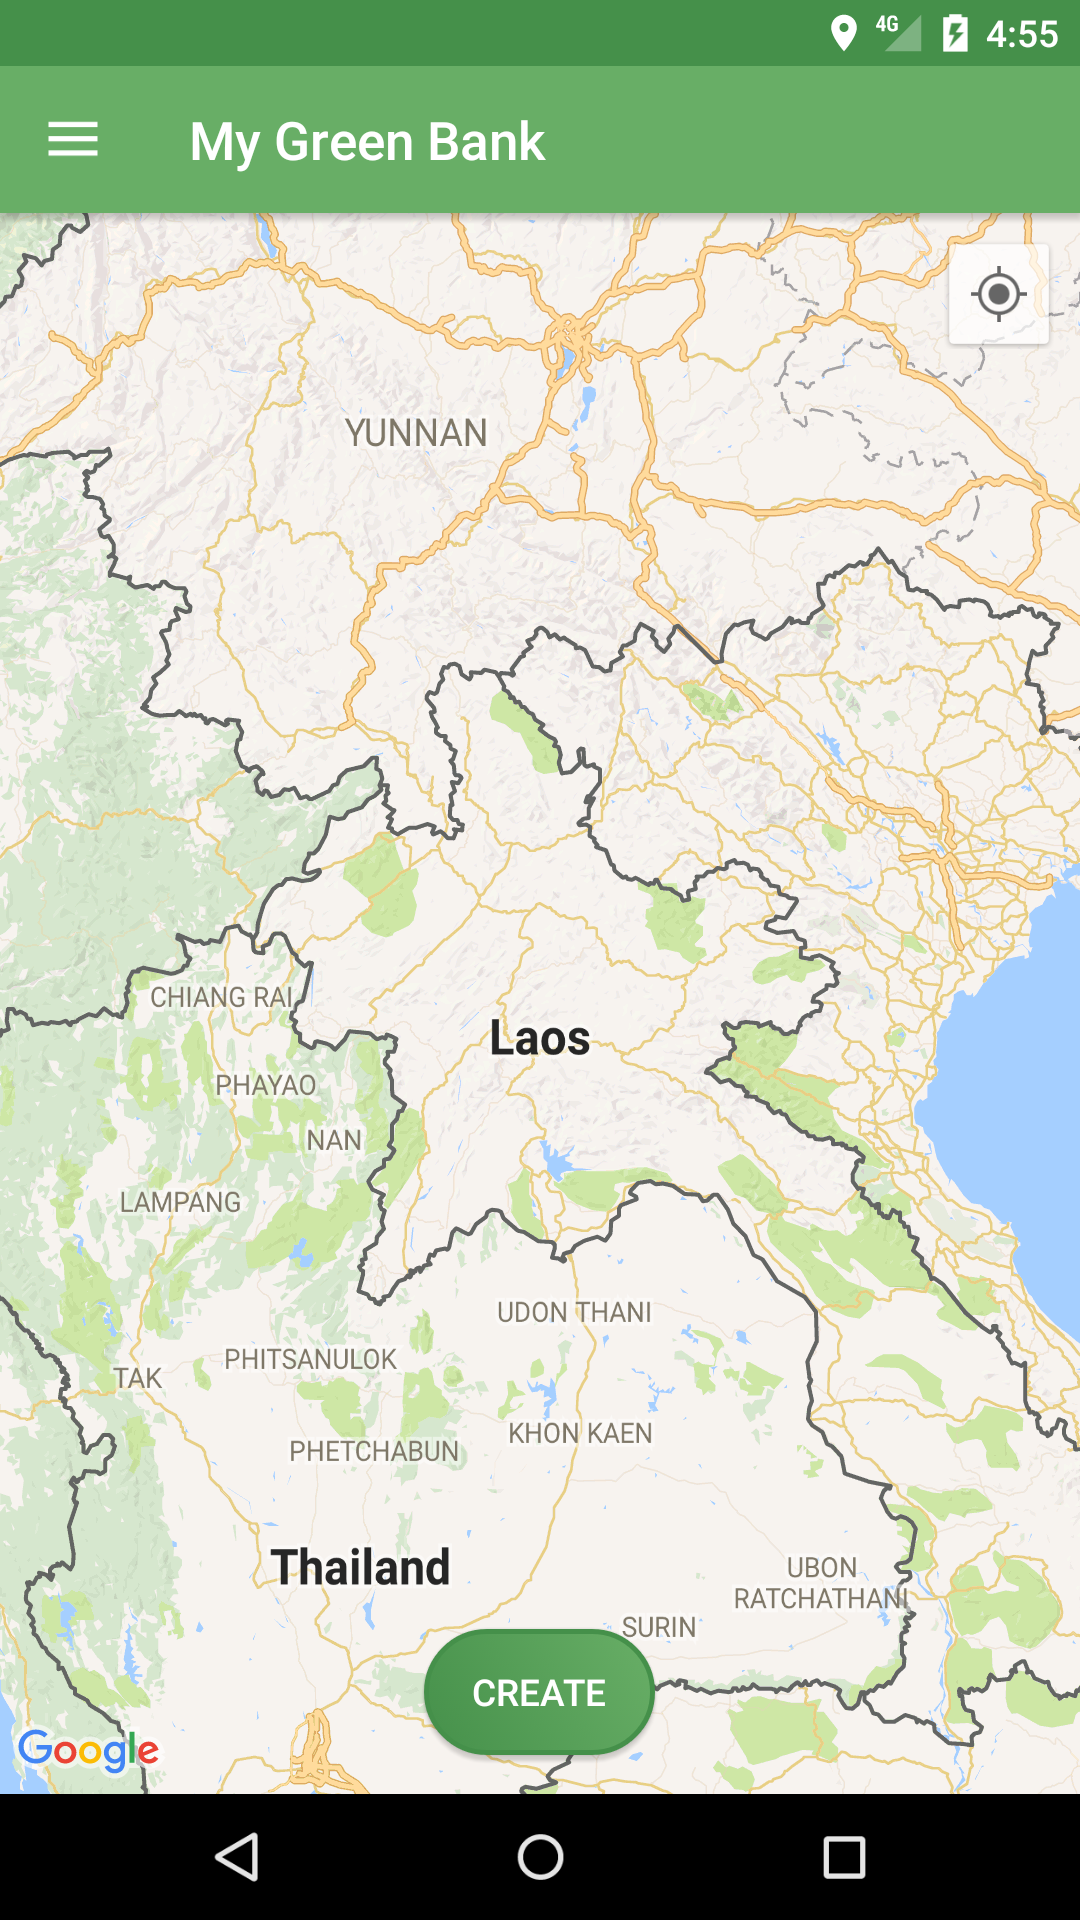 4G 4:55
My Green Bank
YUNNAN
CHIANG RAI
Laos
PHAYAO
NAN
LAMPANG
UDON THANI
PHITSANULOK
TAK
KHON KAEN
PHETCHABUN
Thailand
UBON
RATCHATHANI
SURIN
CREATE
Google